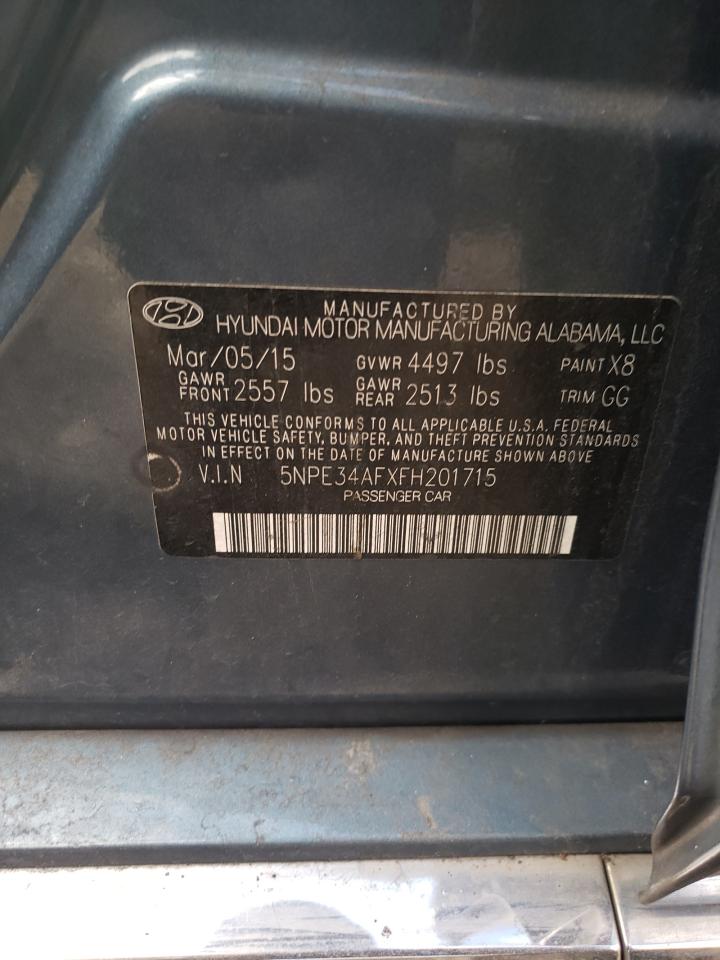 MANUFACTURED BY
HYUNDAI MOTOR MANUFACTURING ALABAMA, LLC
Mar/05/15 GVWR 4497 lbs PAINT X8
GAWR FRONT 2557 lbs GAWR REAR 2513 lbs TRIM GG
THIS VEHICLE CONFORMS TO ALL APPLICABLE U.S.A. FEDERAL
MOTOR VEHICLE SAFETY, BUMPER, AND THEFT PREVENTION STANDARDS
IN EFFECT ON THE DATE OF MANUFACTURE SHOWN ABOVE
V.I.N 5NPE34AFXFH201715
PASSENGER CAR